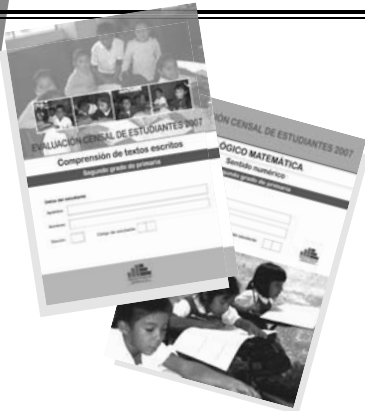 EVALUACIÓN CENSAL DE ESTUDIANTES 2007
Comprensión de textos escritos
Segundo grado de primaria
Datos del estudiante
Apellidos:
Nombres:
Sección:
Código de estudiante:
CENSAL DE ESTUDIANTES 2007
LÓGICO MATEMÁTICA
Sentido numérico
Segundo grado de primaria